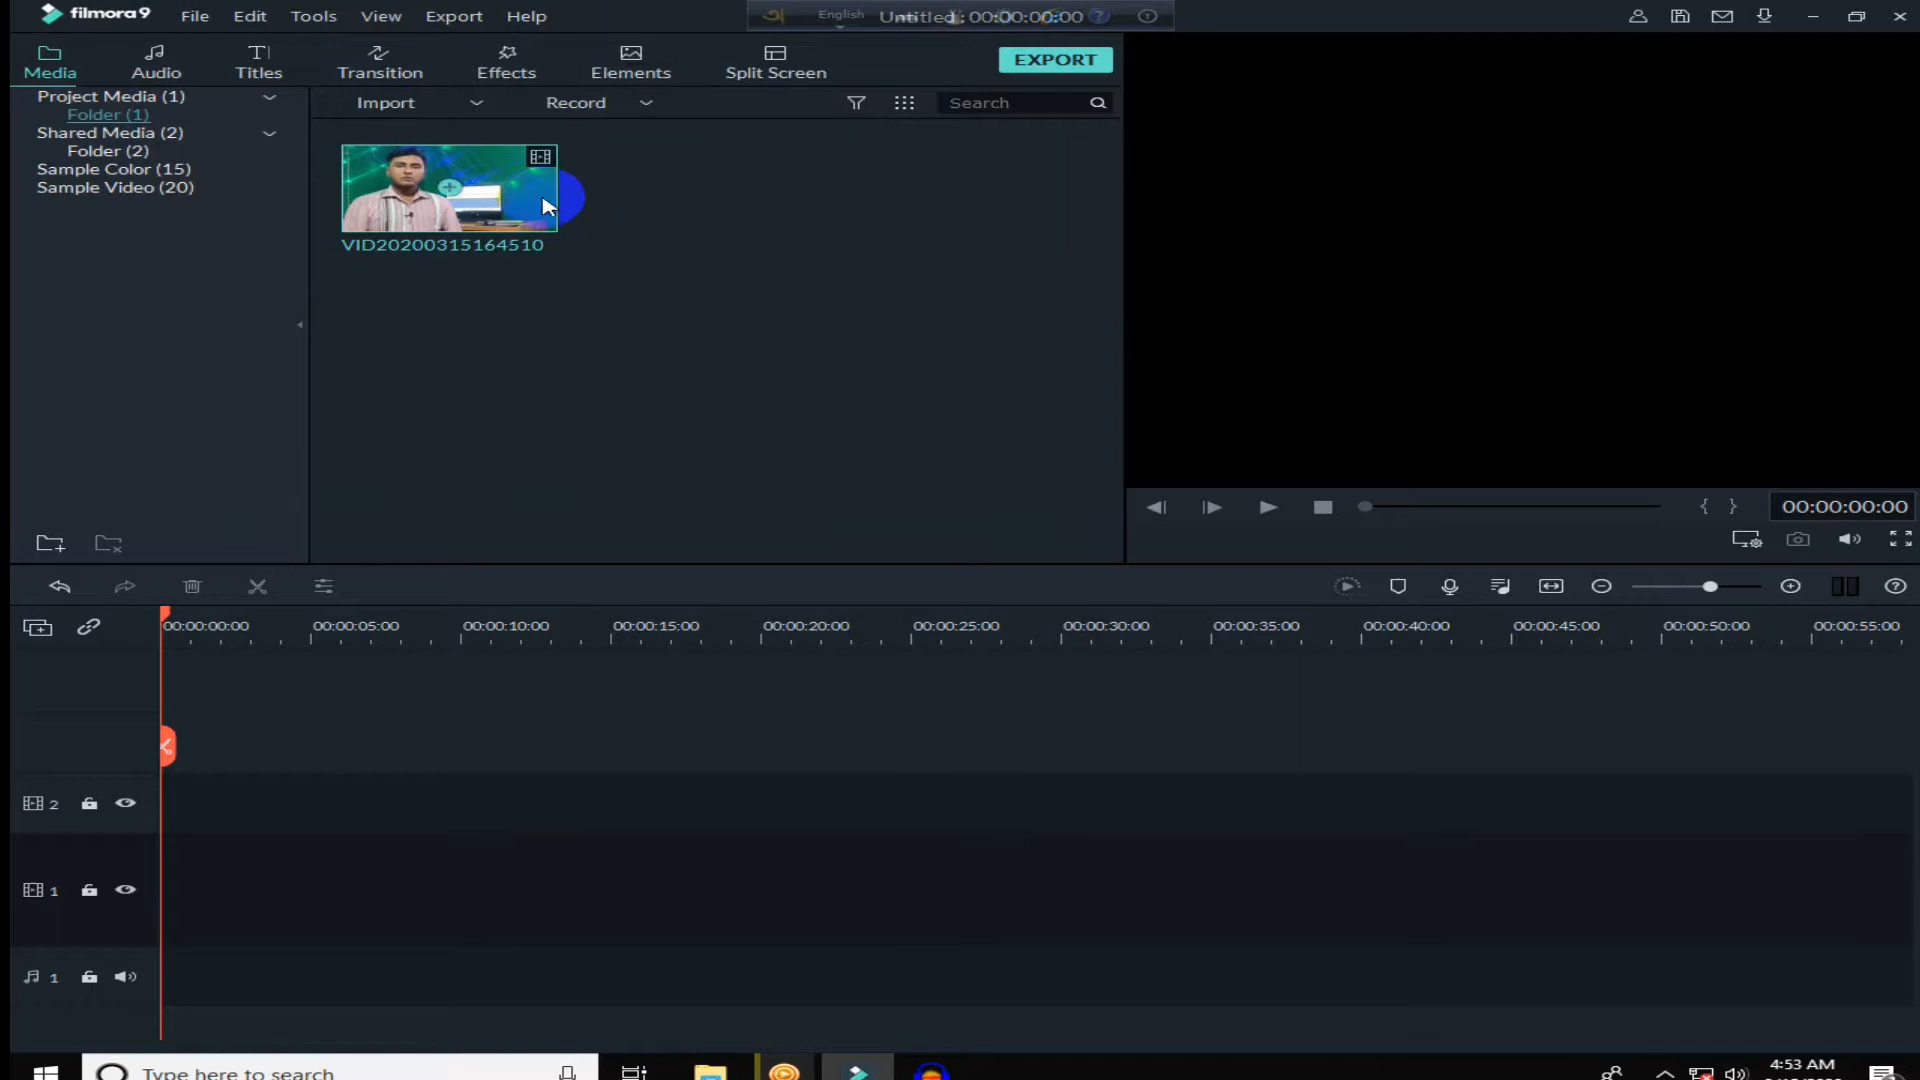 filmora9 File Edit Tools View Export Help
অ English Untitled : 00:00:00:00
Media Audio Titles Transition Effects Elements Split Screen EXPORT
Project Media (1)
Folder (1)
Shared Media (2)
Folder (2)
Sample Color (15)
Sample Video (20)
Import Record Search
VID20200315164510
{ } 00:00:00:00
00:00:00:00 00:00:05:00 00:00:10:00 00:00:15:00 00:00:20:00 00:00:25:00 00:00:30:00 00:00:35:00 00:00:40:00 00:00:45:00 00:00:50:00 00:00:55:00
2
1
1
Type here to search
4:53 AM